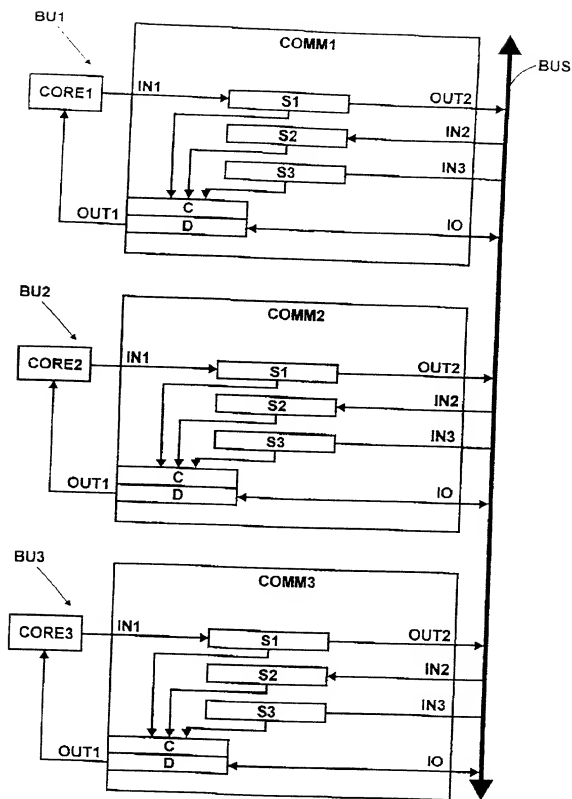 BU1
COMM1
BUS
CORE1
IN1
S1
OUT2
S2
IN2
S3
IN3
C
OUT1
D
IO
BU2
COMM2
CORE2
IN1
S1
OUT2
S2
IN2
S3
IN3
C
OUT1
D
IO
BU3
COMM3
CORE3
IN1
S1
OUT2
S2
IN2
S3
IN3
C
OUT1
D
IO